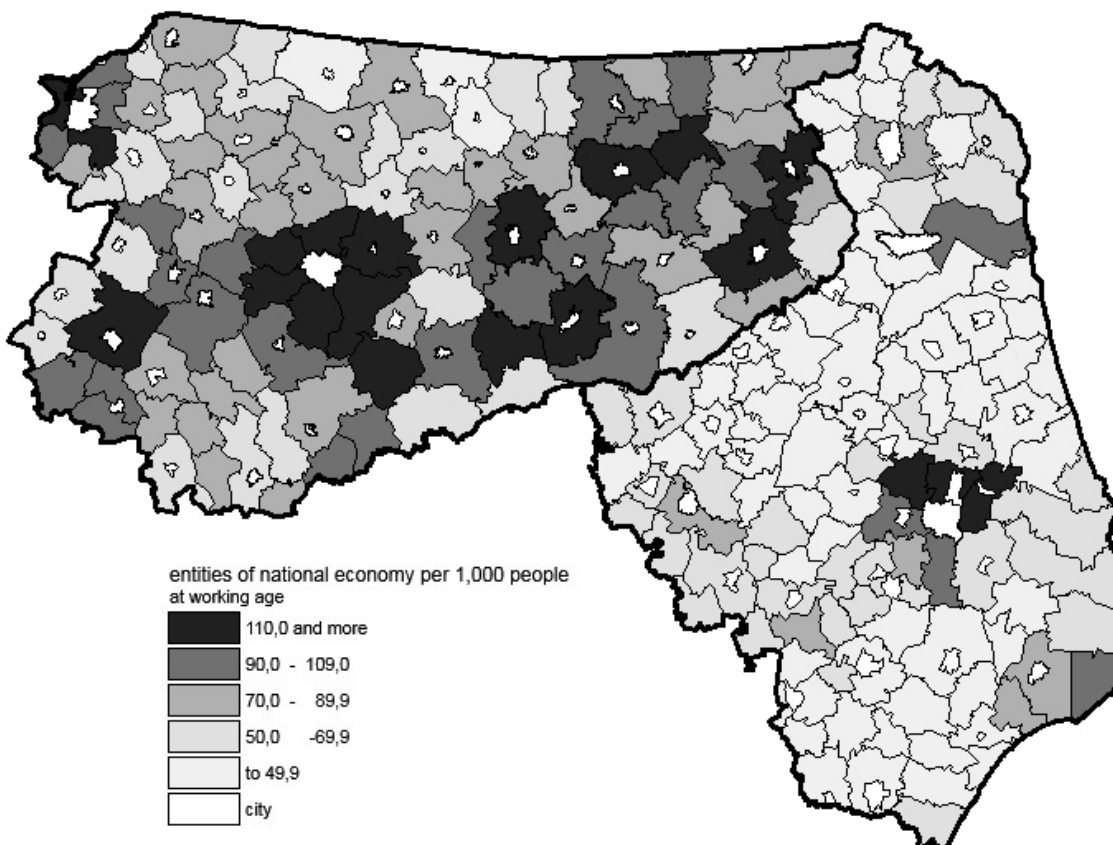 entities of national economy per 1,000 people
at working age
110,0 and more
90,0 - 109,0
70,0 - 89,9
50,0 -69,9
to 49,9
city